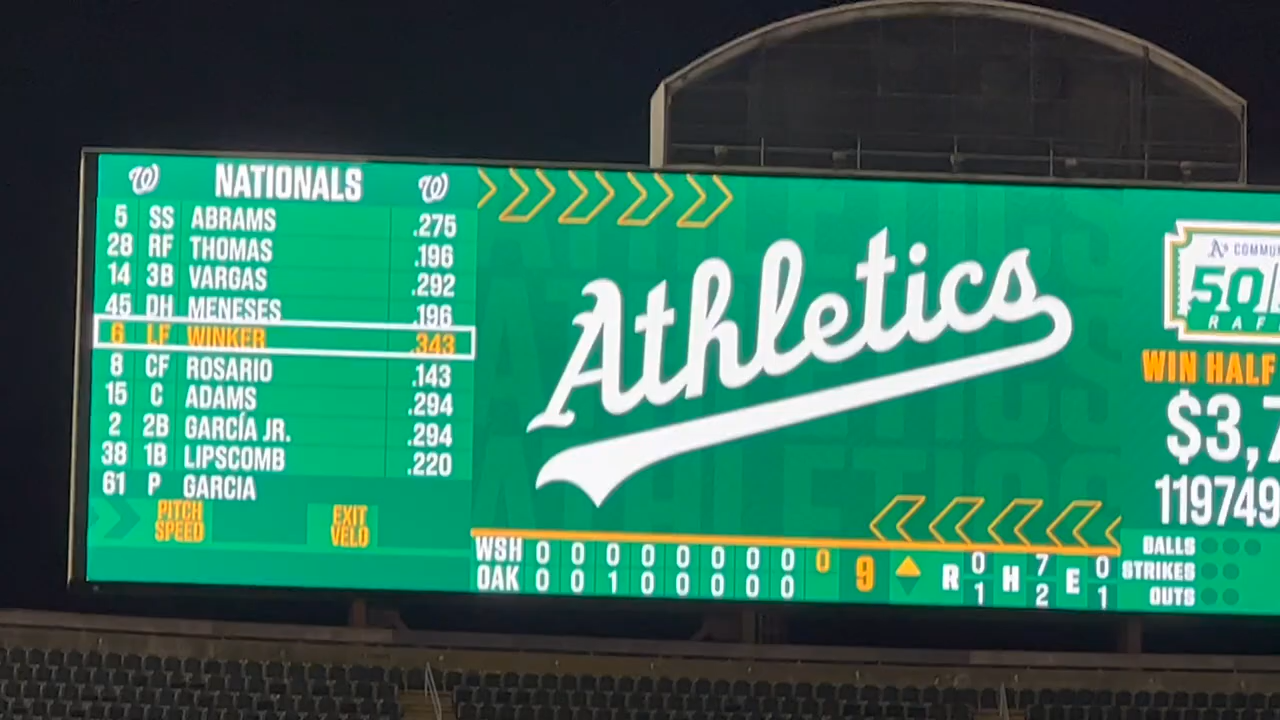 W NATIONALS W
5 SS ABRAMS .275
28 RF THOMAS .196
14 3B VARGAS .292
45 DH MENESES .196
6 LF WINKER .343
8 CF ROSARIO .143
15 C ADAMS .294
2 2B GARCÍA JR. .294
38 1B LIPSCOMB .220
61 P GARCIA
PITCH SPEED
EXIT VELO
Athletics
WSH 0 0 0 0 0 0 0 0
OAK 0 0 1 0 0 0 0 0
9
R H E
0 7 0
1 2 1
A's COMMU
50/
RAF
WIN HALF
$3,7
119749
BALLS
STRIKES
OUTS